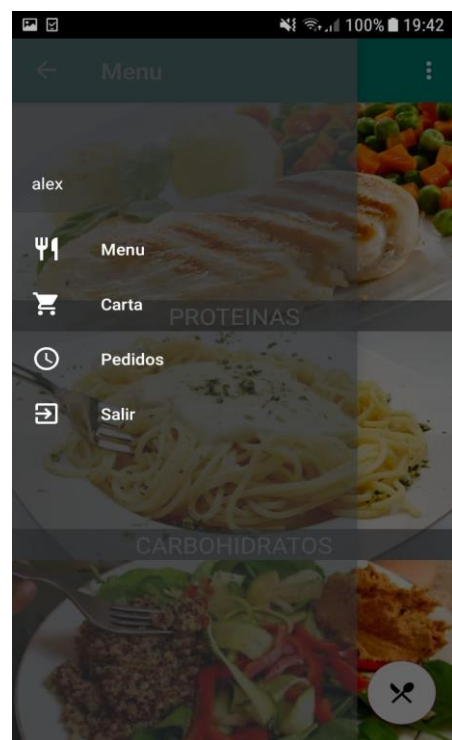 100% 19:42
Menu
alex
Menu
Carta
PROTEINAS
Pedidos
Salir
CARBOHIDRATOS